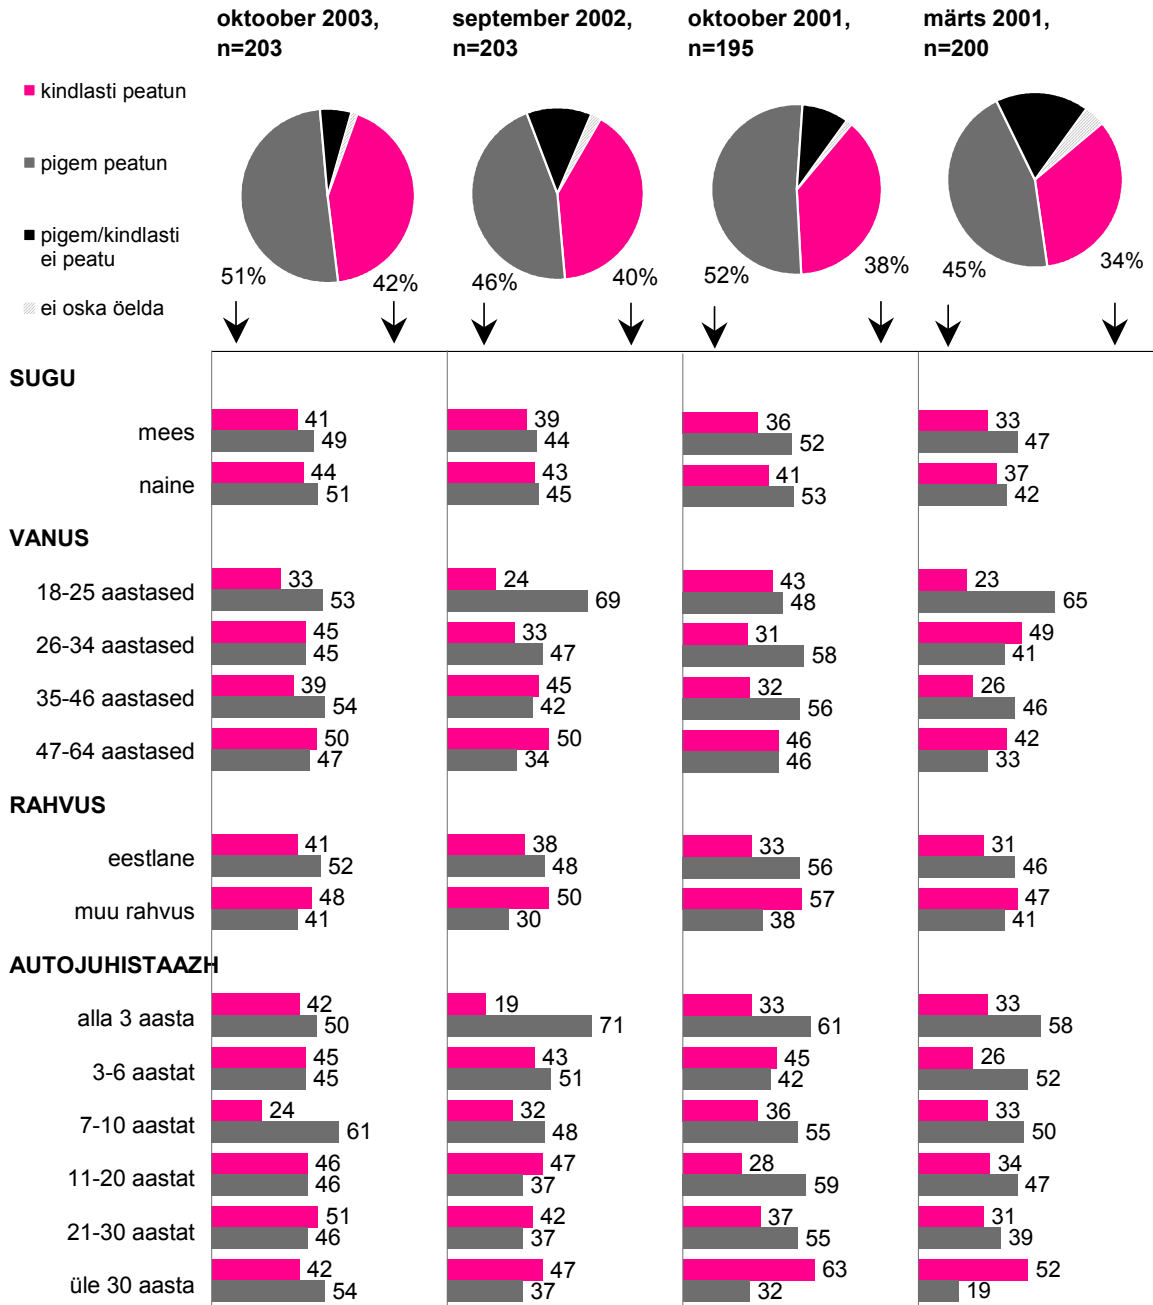 oktoober 2003,
n=203
september 2002,
n=203
oktoober 2001,
n=195
märts 2001,
n=200
kindlasti peatun
pigem peatun
pigem/kindlasti
ei peatu
ei oska öelda
51% 42% 46% 40% 52% 38% 45% 34%
SUGU
mees 41 39 36 33
49 44 52 47
naine 44 43 41 37
51 45 53 42
VANUS
18-25 aastased 33 24 43 23
53 69 48 65
26-34 aastased 45 33 31 49
45 47 58 41
35-46 aastased 39 45 32 26
54 42 56 46
47-64 aastased 50 50 46 42
47 34 46 33
RAHVUS
eestlane 41 38 33 31
52 48 56 46
muu rahvus 48 50 57 47
41 30 38 41
AUTOJUHISTAAZH
alla 3 aasta 42 19 33 33
50 71 61 58
3-6 aastat 45 43 45 26
45 51 42 52
7-10 aastat 24 32 36 33
61 48 55 50
11-20 aastat 46 47 28 34
46 37 59 47
21-30 aastat 51 42 37 31
46 37 55 39
üle 30 aasta 42 47 63 52
54 37 32 19